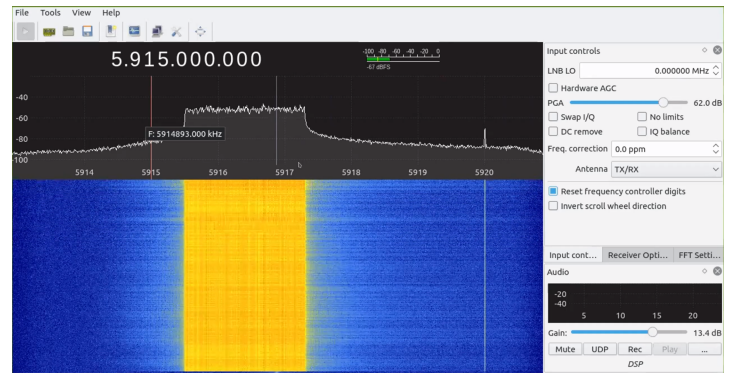 File Tools View Help
5.915.000.000
-100 -80 -60 -40 -20 0
-67 dBFS
-40
-60
-80
-100
F: 5914893.000 kHz
5914 5915 5916 5917 5918 5919 5920
Input controls
LNB LO 0.000000 MHz
Hardware AGC
PGA 62.0 dB
Swap I/Q No limits
DC remove IQ balance
Freq. correction 0.0 ppm
Antenna TX/RX
Reset frequency controller digits
Invert scroll wheel direction
Input cont... Receiver Opti... FFT Setti...
Audio
-20
-40
5 10 15 20
Gain: 13.4 dB
Mute UDP Rec Play ...
DSP